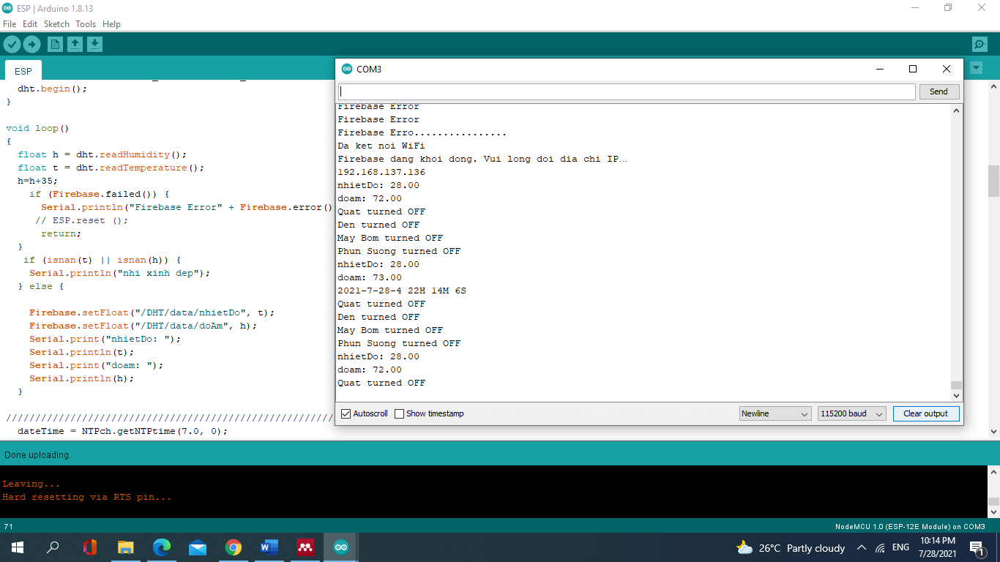 ESP | Arduino 1.8.13
File Edit Sketch Tools Help
ESP
dht.begin();
}
void loop()
{
float h = dht.readHumidity();
float t = dht.readTemperature();
h=h+35;
if (Firebase.failed()) {
Serial.println("Firebase Error" + Firebase.error()
// ESP.reset ();
return;
}
if (isnan(t) || isnan(h)) {
Serial.println("nhi xinh dep");
} else {
Firebase.setFloat("/DHT/data/nhietDo", t);
Firebase.setFloat("/DHT/data/doAm", h);
Serial.print("nhietDo: ");
Serial.println(t);
Serial.print("doam: ");
Serial.println(h);
}
////////////////////////////////////////////////////////
dateTime = NTPch.getNTPtime(7.0, 0);
COM3
Send
Firebase Error
Firebase Error
Firebase Erro................
Da ket noi WiFi
Firebase dang khoi dong. Vui long doi dia chi IP...
192.168.137.136
nhietDo: 28.00
doam: 72.00
Quat turned OFF
Den turned OFF
May Bom turned OFF
Phun Suong turned OFF
nhietDo: 28.00
doam: 73.00
2021-7-28-4 22H 14M 6S
Quat turned OFF
Den turned OFF
May Bom turned OFF
Phun Suong turned OFF
nhietDo: 28.00
doam: 72.00
Quat turned OFF
Autoscroll Show timestamp Newline 115200 baud Clear output
Done uploading.
Leaving...
Hard resetting via RTS pin...
71 NodeMCU 1.0 (ESP-12E Module) on COM3
26°C Partly cloudy ENG
10:14 PM
7/28/2021
1